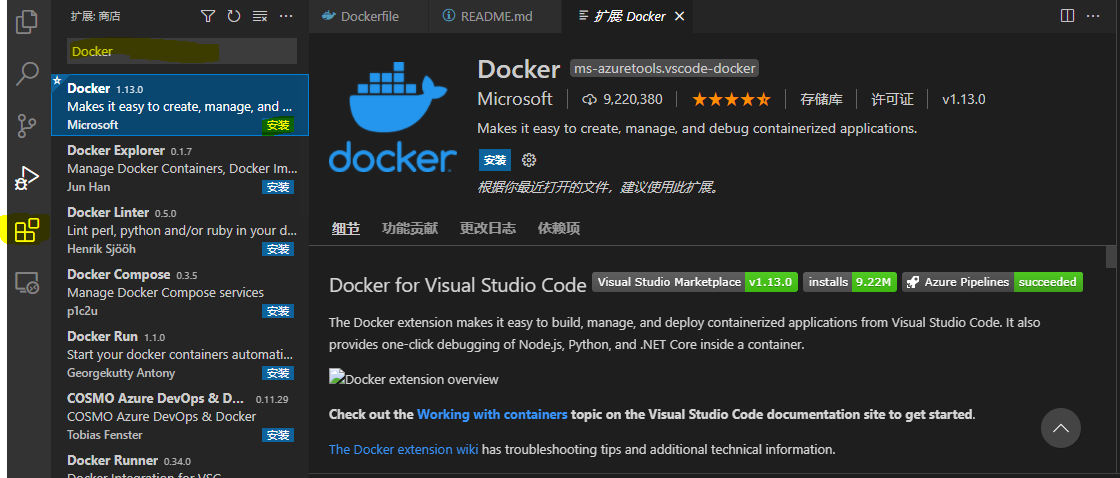 扩展: 商店
Docker
Docker 1.13.0
Makes it easy to create, manage, and ...
Microsoft 安装
Docker Explorer 0.1.7
Manage Docker Containers, Docker Im...
Jun Han 安装
Docker Linter 0.5.0
Lint perl, python and/or ruby in your d...
Henrik Sjööh 安装
Docker Compose 0.3.5
Manage Docker Compose services
p1c2u 安装
Docker Run 1.1.0
Start your docker containers automati...
Georgekutty Antony 安装
COSMO Azure DevOps & D... 0.11.29
COSMO Azure DevOps & Docker
Tobias Fenster 安装
Docker Runner 0.34.0
Docker Integration for VSC
Dockerfile README.md 扩展 Docker
docker
Docker ms-azuretools.vscode-docker
Microsoft 9,220,380 存储库 许可证 v1.13.0
Makes it easy to create, manage, and debug containerized applications.
安装
根据你最近打开的文件，建议使用此扩展。
细节 功能贡献 更改日志 依赖项
Docker for Visual Studio Code Visual Studio Marketplace v1.13.0 installs 9.22M Azure Pipelines succeeded
The Docker extension makes it easy to build, manage, and deploy containerized applications from Visual Studio Code. It also
provides one-click debugging of Node.js, Python, and .NET Core inside a container.
Docker extension overview
Check out the Working with containers topic on the Visual Studio Code documentation site to get started.
The Docker extension wiki has troubleshooting tips and additional technical information.